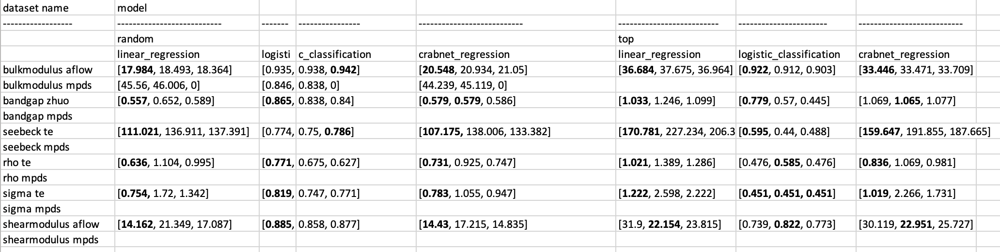 dataset name model
------------------ --------------------------- ------- ---------------- --------------------------- -------------------------- ----------------------- ---------------------------
random top
linear_regression logisti c_classification crabnet_regression linear_regression logistic_classification crabnet_regression
bulkmodulus aflow [17.984, 18.493, 18.364] [0.935, 0.938, 0.942] [20.548, 20.934, 21.05] [36.684, 37.675, 36.964] [0.922, 0.912, 0.903] [33.446, 33.471, 33.709]
bulkmodulus mpds [45.56, 46.006, 0] [0.846, 0.838, 0] [44.239, 45.119, 0]
bandgap zhuo [0.557, 0.652, 0.589] [0.865, 0.838, 0.84] [0.579, 0.579, 0.586] [1.033, 1.246, 1.099] [0.779, 0.57, 0.445] [1.069, 1.065, 1.077]
bandgap mpds
seebeck te [111.021, 136.911, 137.391] [0.774, 0.75, 0.786] [107.175, 138.006, 133.382] [170.781, 227.234, 206.3 [0.595, 0.44, 0.488] [159.647, 191.855, 187.665]
seebeck mpds
rho te [0.636, 1.104, 0.995] [0.771, 0.675, 0.627] [0.731, 0.925, 0.747] [1.021, 1.389, 1.286] [0.476, 0.585, 0.476] [0.836, 1.069, 0.981]
rho mpds
sigma te [0.754, 1.72, 1.342] [0.819, 0.747, 0.771] [0.783, 1.055, 0.947] [1.222, 2.598, 2.222] [0.451, 0.451, 0.451] [1.019, 2.266, 1.731]
sigma mpds
shearmodulus aflow [14.162, 21.349, 17.087] [0.885, 0.858, 0.877] [14.43, 17.215, 14.835] [31.9, 22.154, 23.815] [0.739, 0.822, 0.773] [30.119, 22.951, 25.727]
shearmodulus mpds